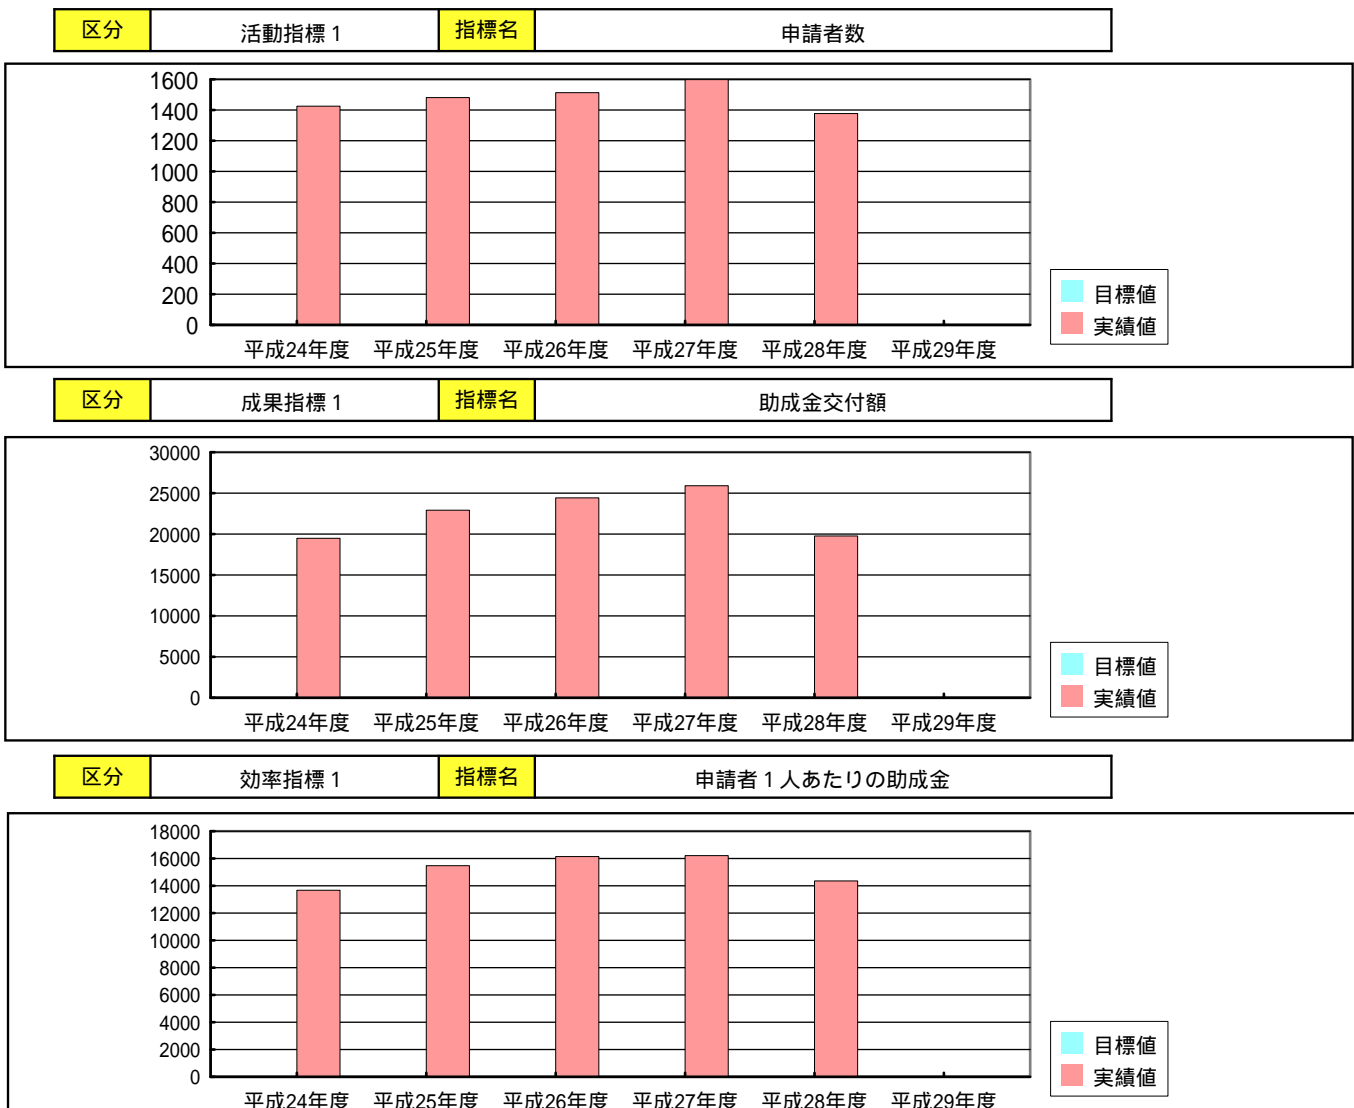 区分 活動指標1 指標名 申請者数
1600
1400
1200
1000
800
600
400
200
0
平成24年度 平成25年度 平成26年度 平成27年度 平成28年度 平成29年度
目標値
実績値
区分 成果指標1 指標名 助成金交付額
30000
25000
20000
15000
10000
5000
0
平成24年度 平成25年度 平成26年度 平成27年度 平成28年度 平成29年度
目標値
実績値
区分 効率指標1 指標名 申請者1人あたりの助成金
18000
16000
14000
12000
10000
8000
6000
4000
2000
0
平成24年度 平成25年度 平成26年度 平成27年度 平成28年度 平成29年度
目標値
実績値